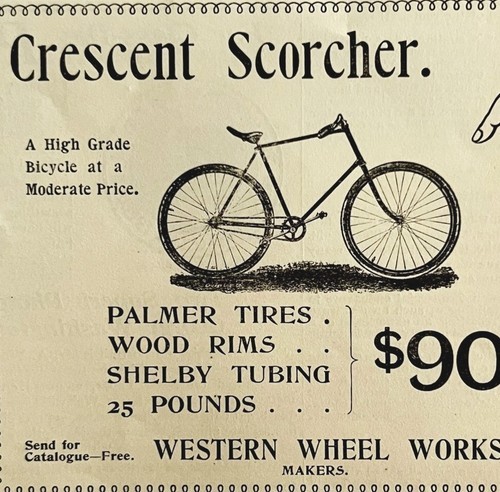 Crescent Scorcher.
A High Grade
Bicycle at a
Moderate Price.
PALMER TIRES .
WOOD RIMS . .
SHELBY TUBING
25 POUNDS . . .
$90
Send for
Catalogue—Free.
WESTERN WHEEL WORKS
MAKERS.